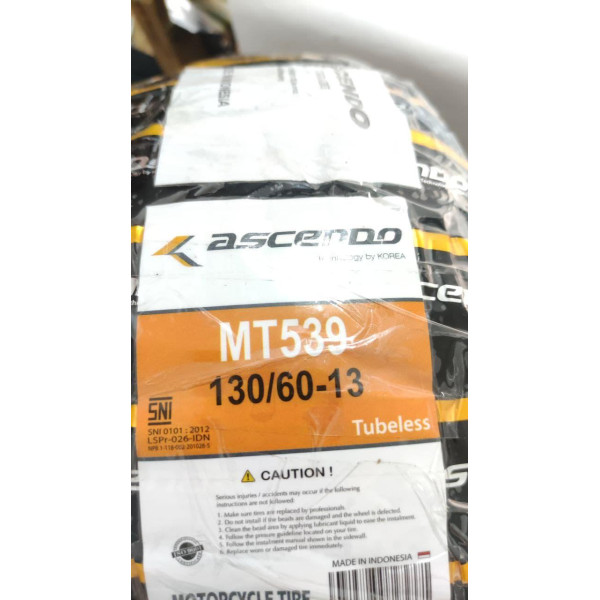 ascenDo
Technology by KOREA
MT539
130/60-13
SNI
SNI 0101 : 2012
LSPr-026-IDN
Tubeless
CAUTION !
Serious injuries / accidents may occur if the following
instructions are not followed:
1. Make sure tires are replaced by professionals.
2. Do not install if the beads are damaged and the wheel is defected.
3. Clean the bead area by applying lubricant liquid to ease the instalment.
4. Follow the pressure guideline located on your tire.
5. Follow the instalment manual shown in the sidewall.
6. Replace worn or damaged tire immediately.
MADE IN INDONESIA
MOTORCYCLE TIRE